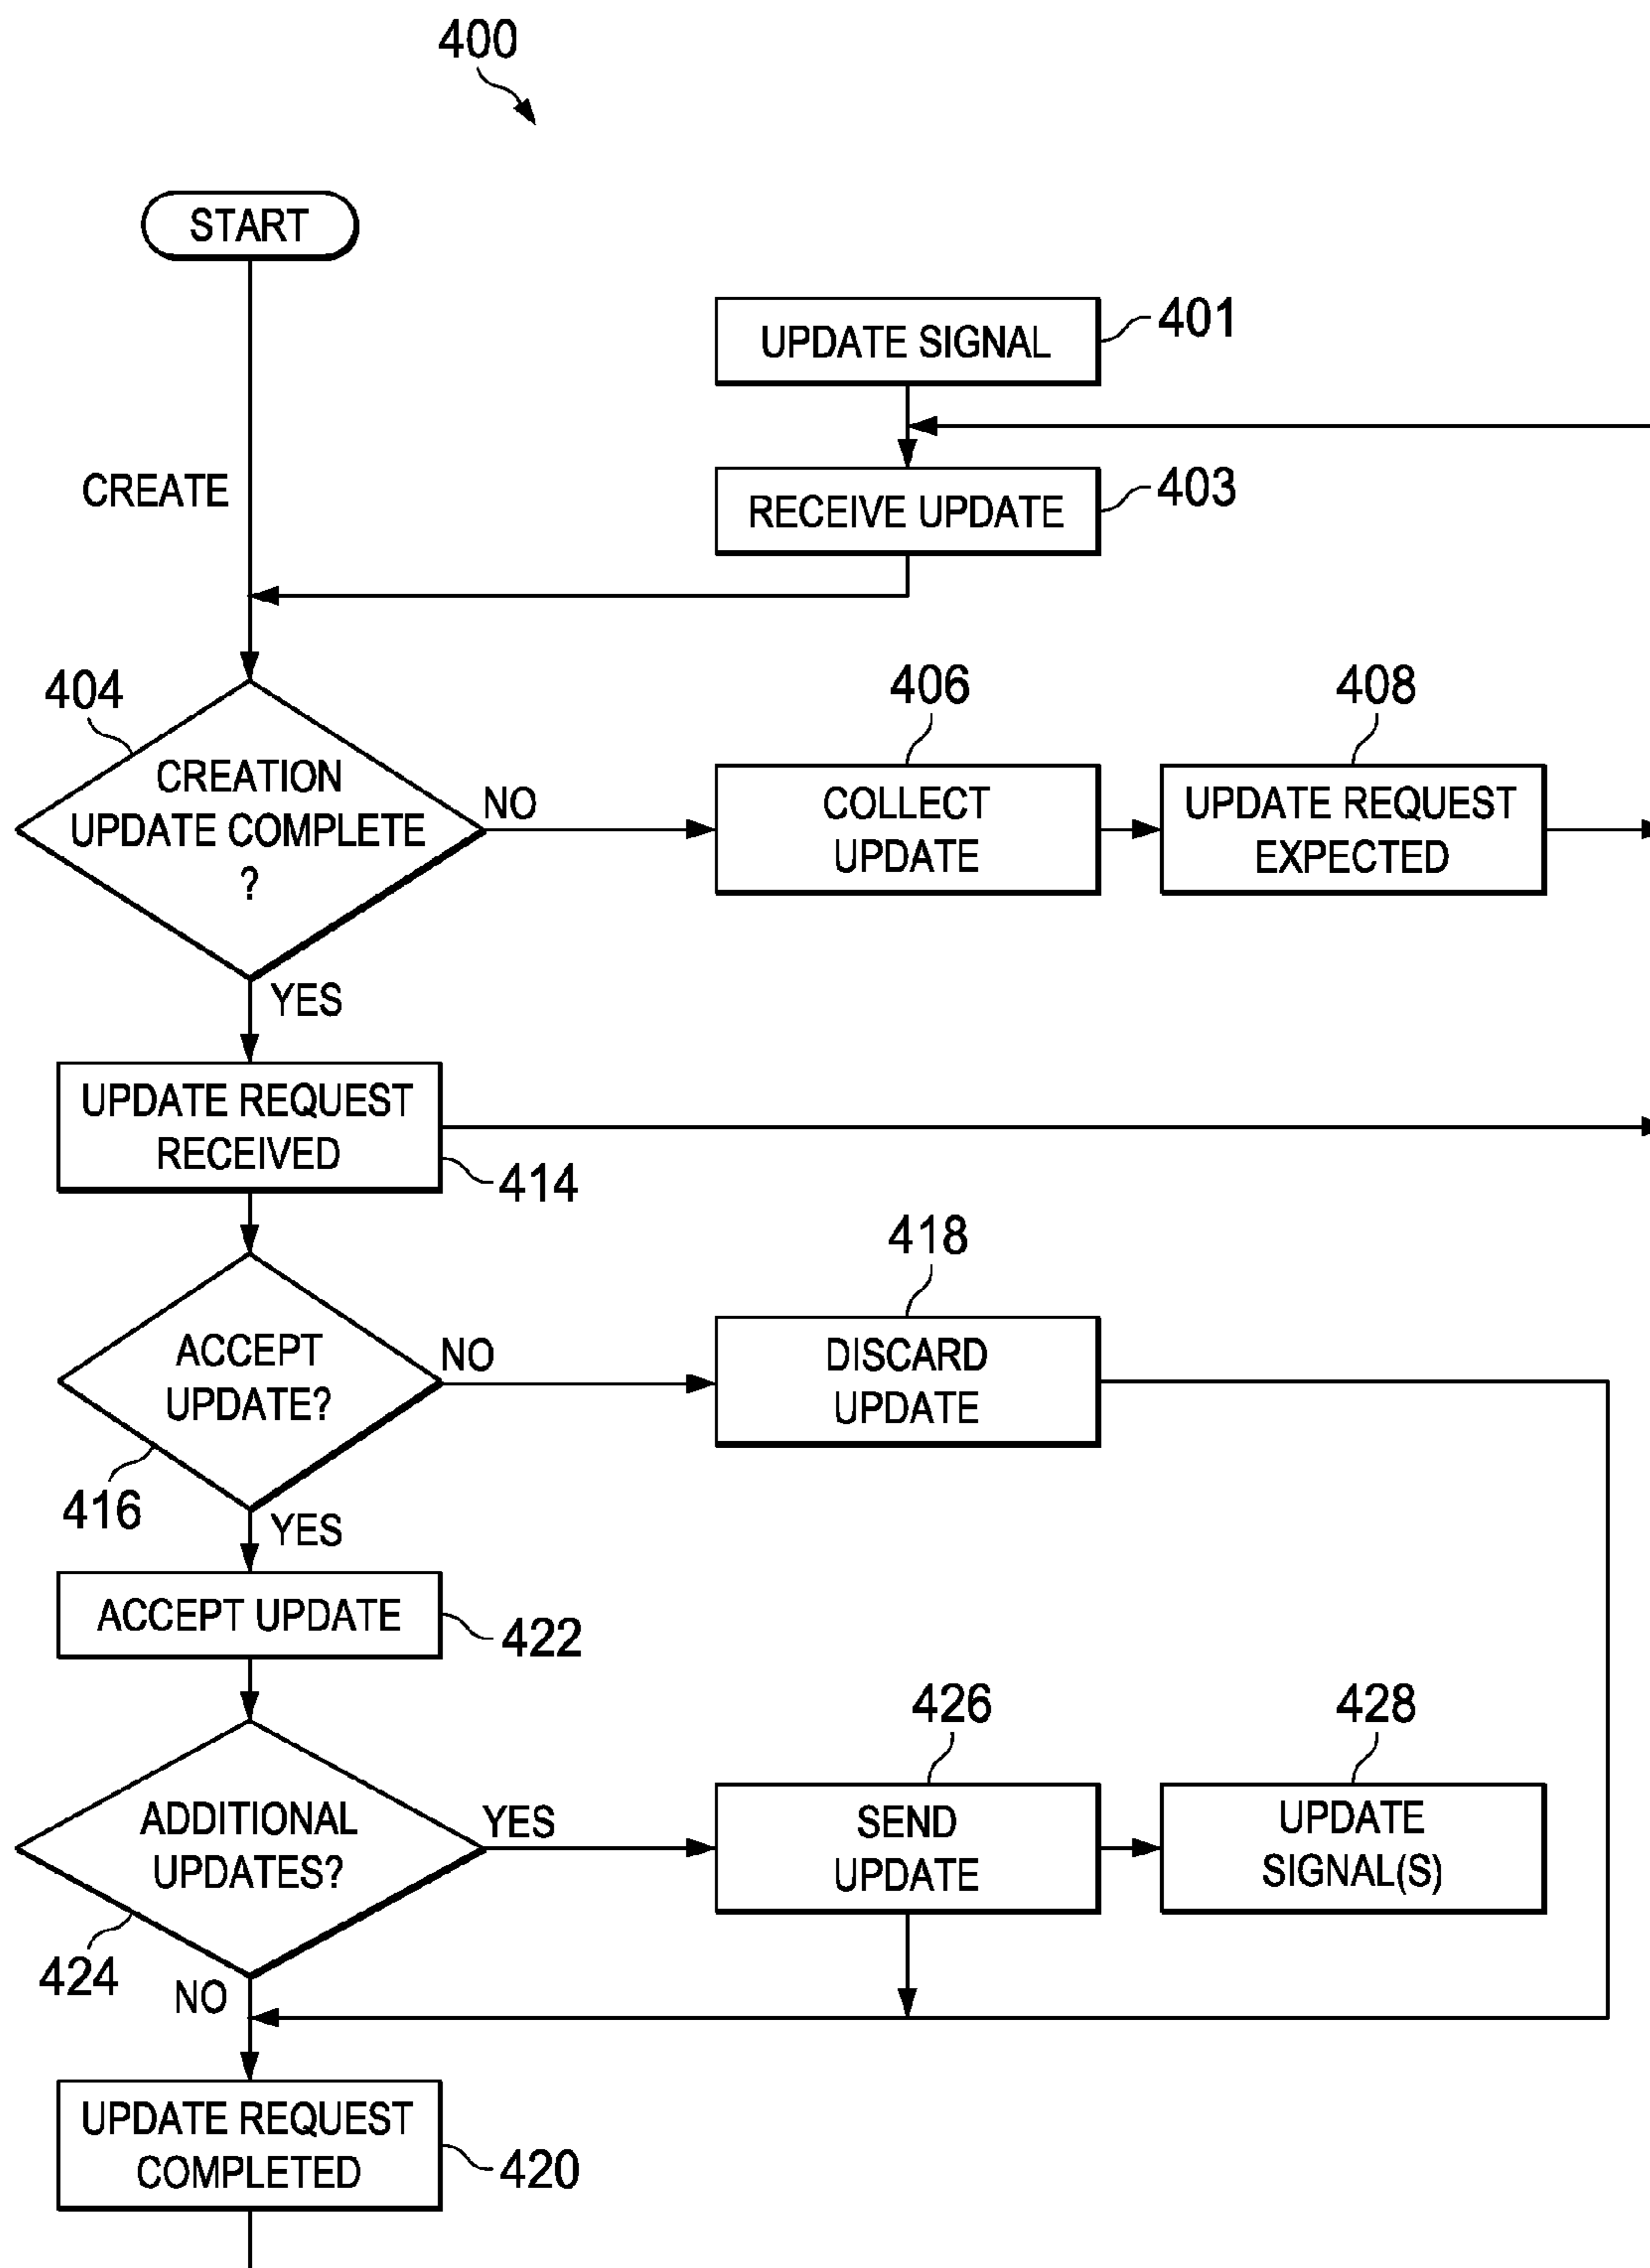 400
START
UPDATE SIGNAL
401
CREATE
RECEIVE UPDATE
403
404
406
408
CREATION
UPDATE COMPLETE
?
NO
COLLECT
UPDATE
UPDATE REQUEST
EXPECTED
YES
UPDATE REQUEST
RECEIVED
414
418
ACCEPT
UPDATE?
NO
DISCARD
UPDATE
416
YES
ACCEPT UPDATE
422
426
428
ADDITIONAL
UPDATES?
YES
SEND
UPDATE
UPDATE
SIGNAL(S)
424
NO
UPDATE REQUEST
COMPLETED
420